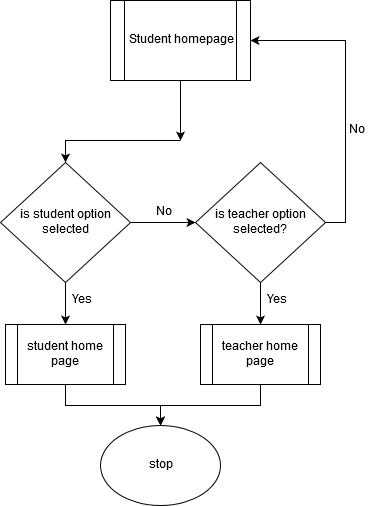 Student homepage
No
is student option
selected
No
is teacher option
selected?
Yes
Yes
student home
page
teacher home
page
stop